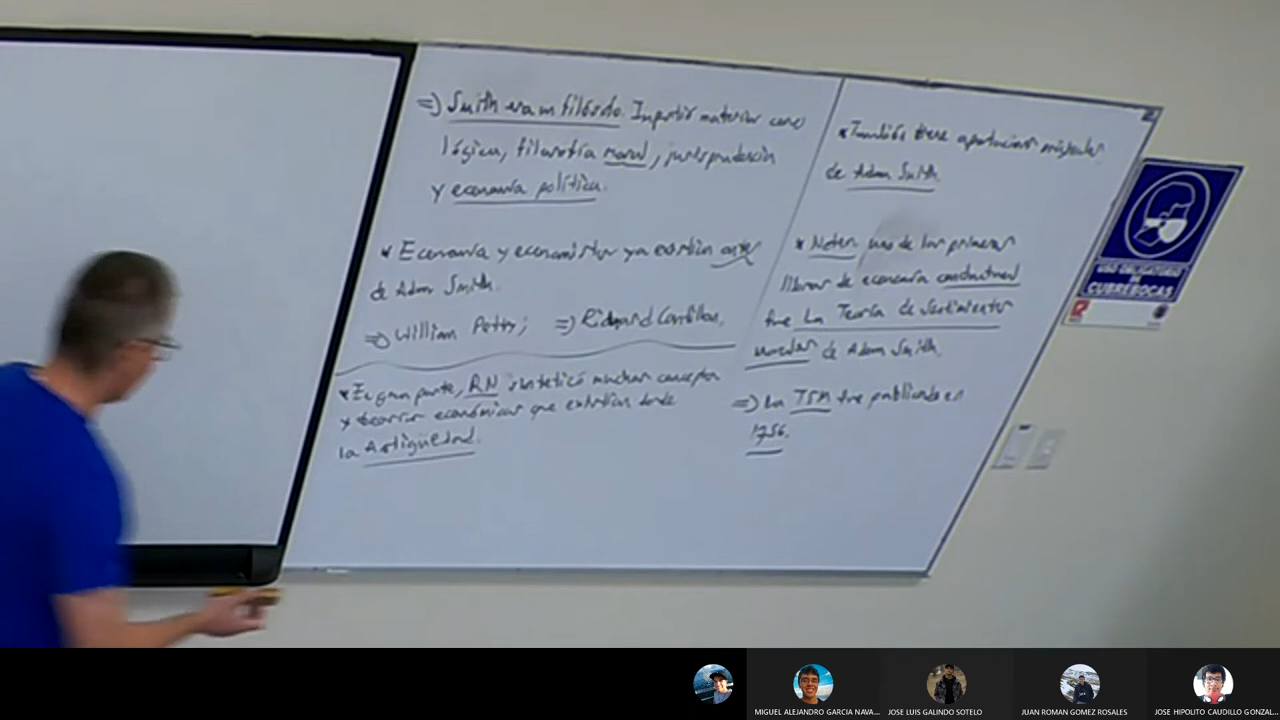 => Smith era un filósofo. Impartir materias como
lógica, filosofía moral, jurisprudencia
y economía política.
* Economía y economistas ya existían antes
de Adam Smith.
=> William Petty; => Richard Cantillon.
* En gran parte, RN sintetizó muchos conceptos
y teorías económicas que existían desde
la Antigüedad.
* También tiene aportaciones
de Adam Smith.
* Noten, uno de los primeros
libros de economía conductual
fue La Teoría de Sentimientos
Morales de Adam Smith.
=> La TSM fue publicada en
1756.
USO OBLIGATORIO
DE
CUBREBOCAS
MIGUEL ALEJANDRO GARCIA NAVA...
JOSE LUIS GALINDO SOTELO
JUAN ROMAN GOMEZ ROSALES
JOSE HIPOLITO CAUDILLO GONZAL...